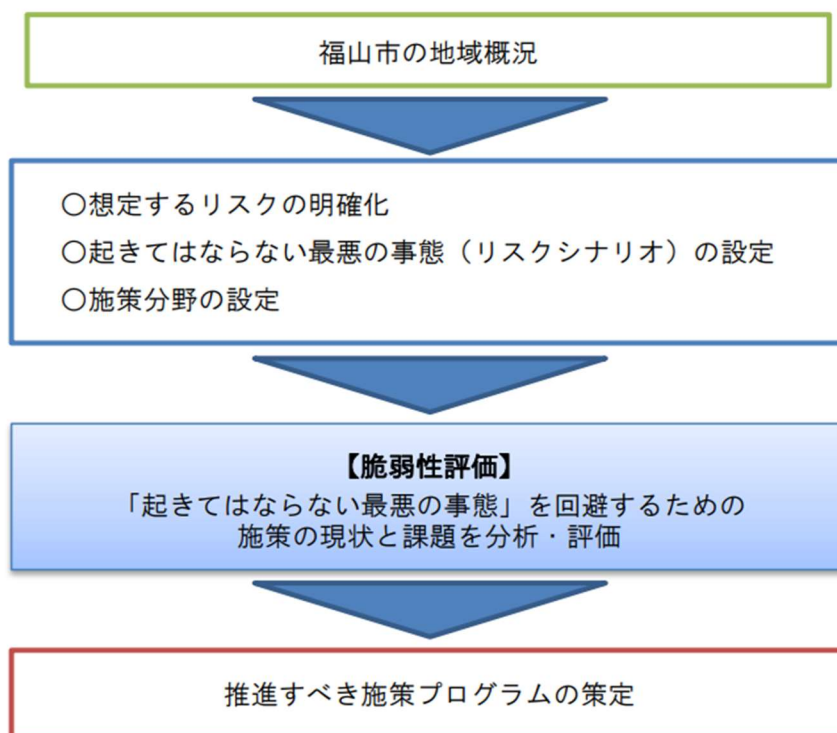 福山市の地域概況
○想定するリスクの明確化
○起きてはならない最悪の事態（リスクシナリオ）の設定
○施策分野の設定
【脆弱性評価】
「起きてはならない最悪の事態」を回避するための
施策の現状と課題を分析・評価
推進すべき施策プログラムの策定